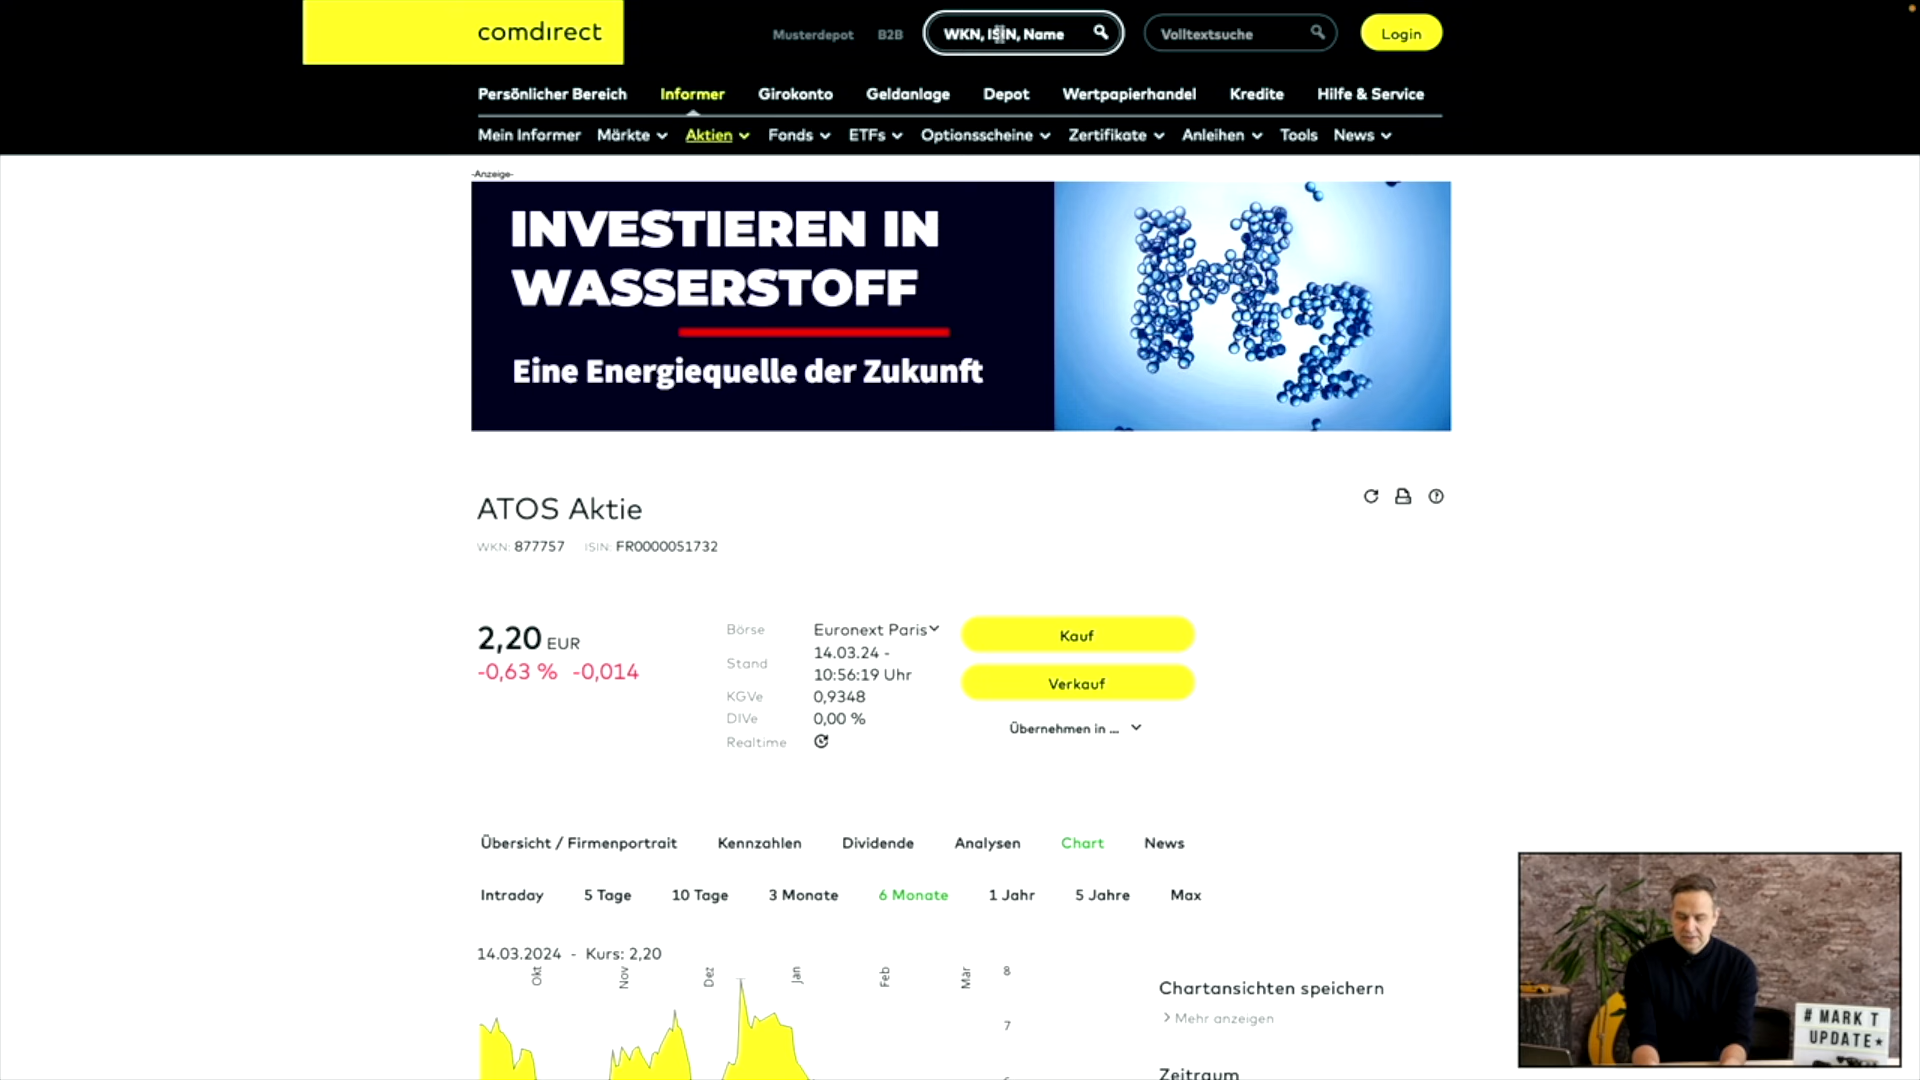 comdirect
Musterdepot B2B WKN, ISIN, Name Volltextsuche Login
Persönlicher Bereich Informer Girokonto Geldanlage Depot Wertpapierhandel Kredite Hilfe & Service
Mein Informer Märkte Aktien Fonds ETFs Optionsscheine Zertifikate Anleihen Tools News
-Anzeige-
INVESTIEREN IN
WASSERSTOFF
Eine Energiequelle der Zukunft
H2
ATOS Aktie
WKN: 877757 ISIN: FR0000051732
2,20 EUR
-0,63 % -0,014
Börse Euronext Paris
Stand 14.03.24 -
10:56:19 Uhr
KGVe 0,9348
DIVe 0,00 %
Realtime
Kauf
Verkauf
Übernehmen in ...
Übersicht / Firmenportrait Kennzahlen Dividende Analysen Chart News
Intraday 5 Tage 10 Tage 3 Monate 6 Monate 1 Jahr 5 Jahre Max
14.03.2024 - Kurs: 2,20
Okt Nov Dez Jan Feb Mär
8
7
Chartansichten speichern
Mehr anzeigen
Zeitraum
# MARKT
UPDATE